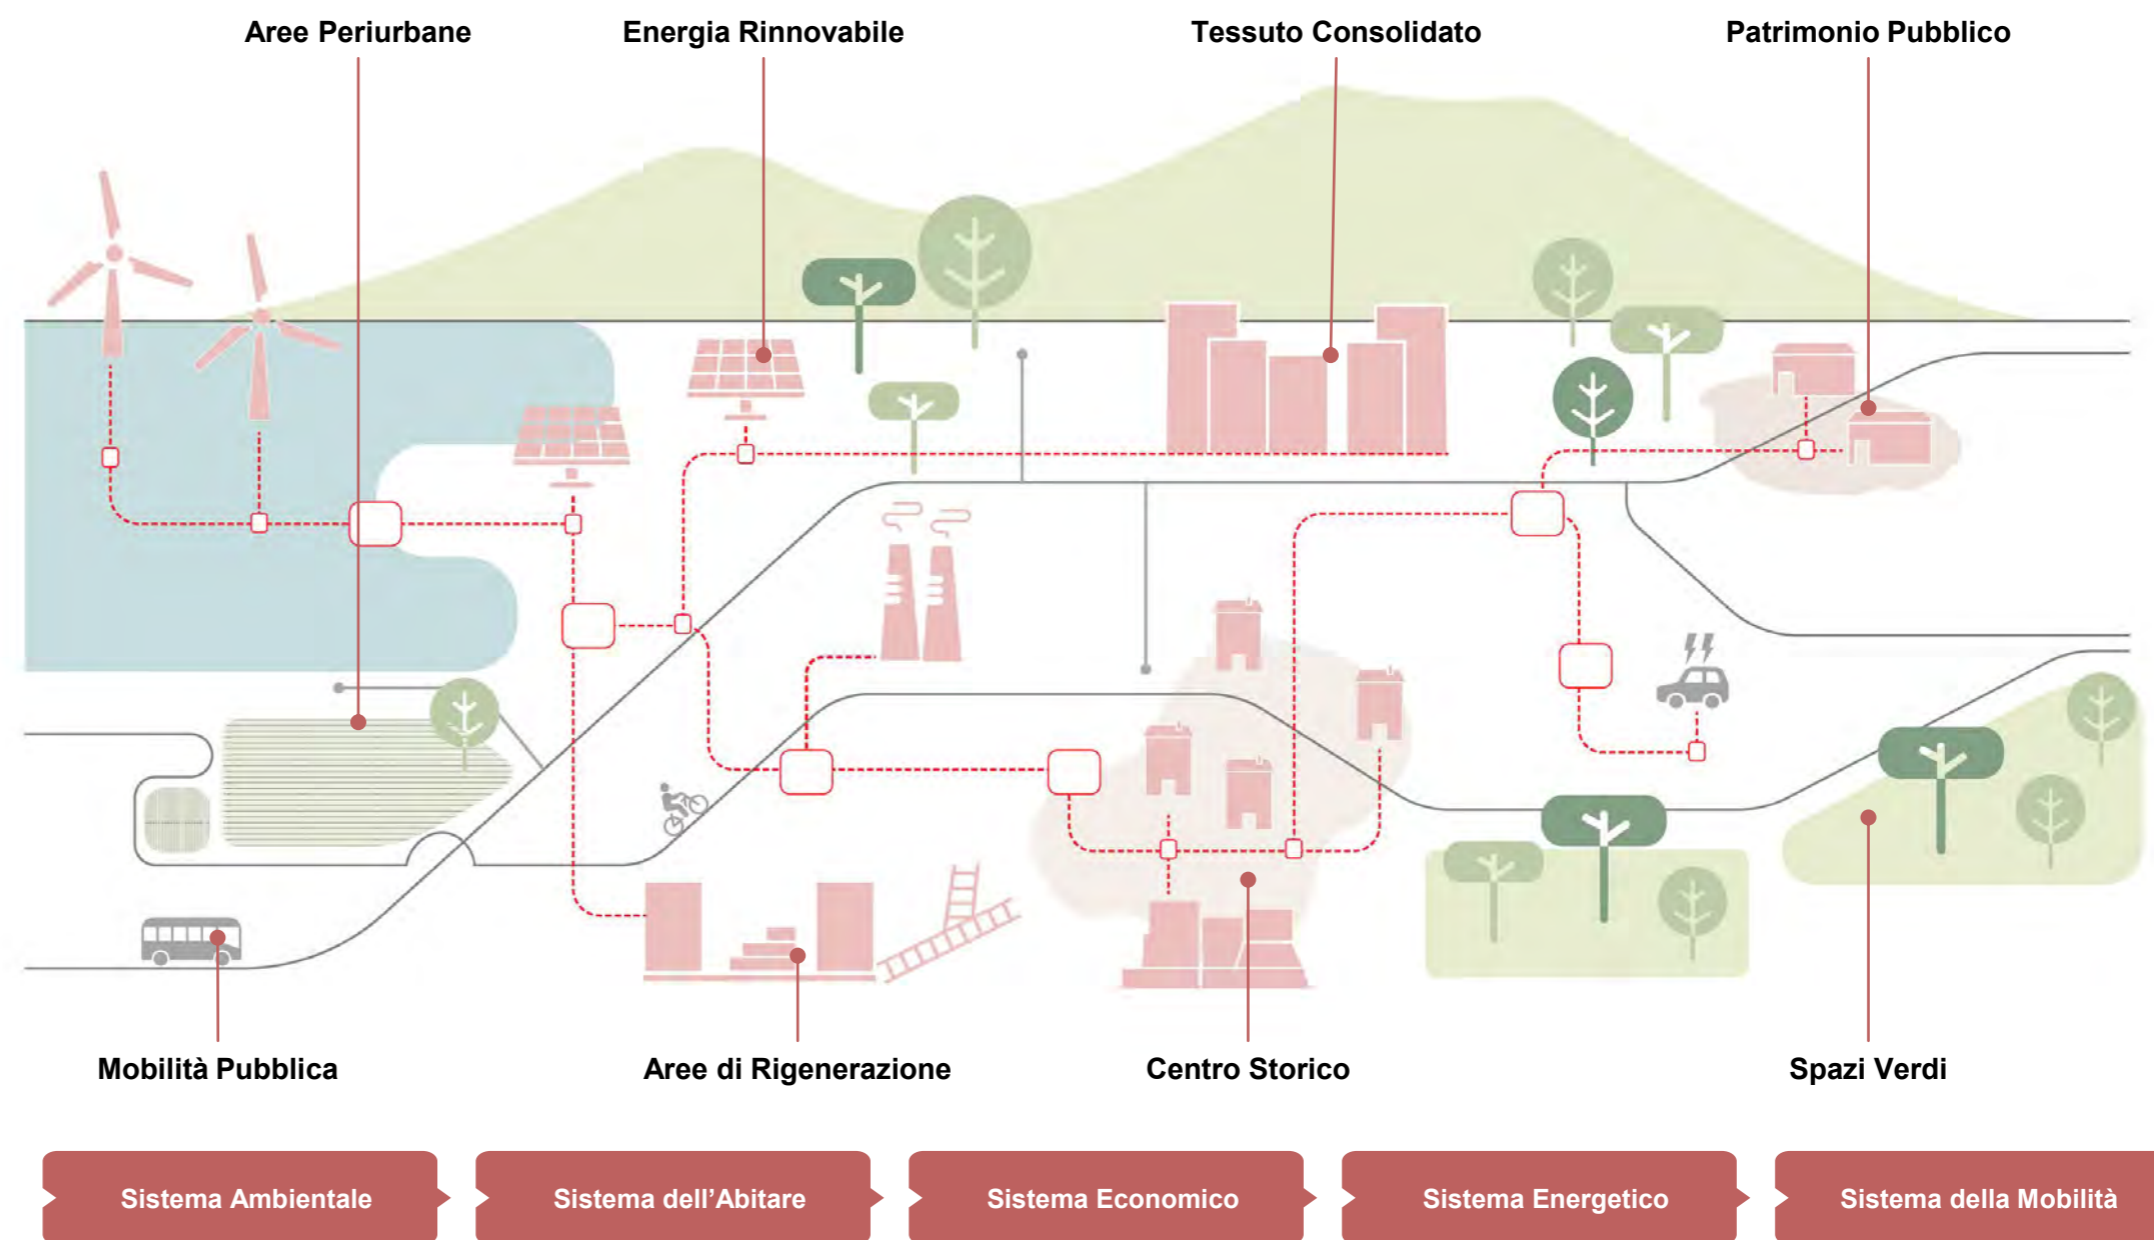 Aree Periurbane
Energia Rinnovabile
Tessuto Consolidato
Patrimonio Pubblico
Mobilità Pubblica
Aree di Rigenerazione
Centro Storico
Spazi Verdi
Sistema Ambientale
Sistema dell’Abitare
Sistema Economico
Sistema Energetico
Sistema della Mobilità